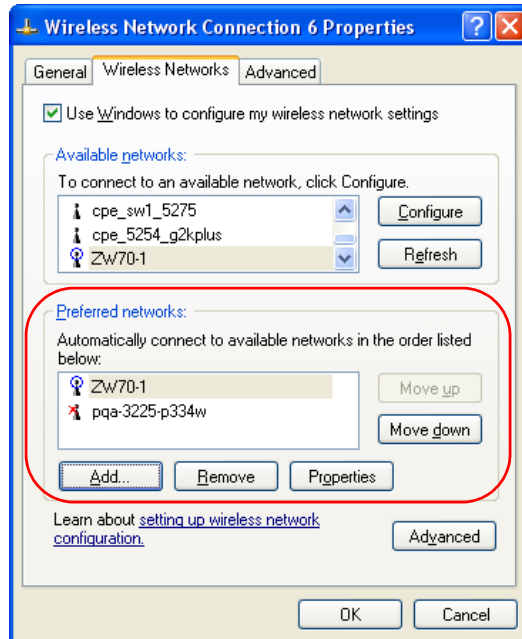 Wireless Network Connection 6 Properties
General Wireless Networks Advanced
Use Windows to configure my wireless network settings
Available networks:
To connect to an available network, click Configure.
cpe_sw1_5275
cpe_5254_g2kplus
ZW70-1
Configure
Refresh
Preferred networks:
Automatically connect to available networks in the order listed
below:
ZW70-1
pqa-3225-p334w
Move up
Move down
Add... Remove Properties
Learn about setting up wireless network
configuration.
Advanced
OK Cancel